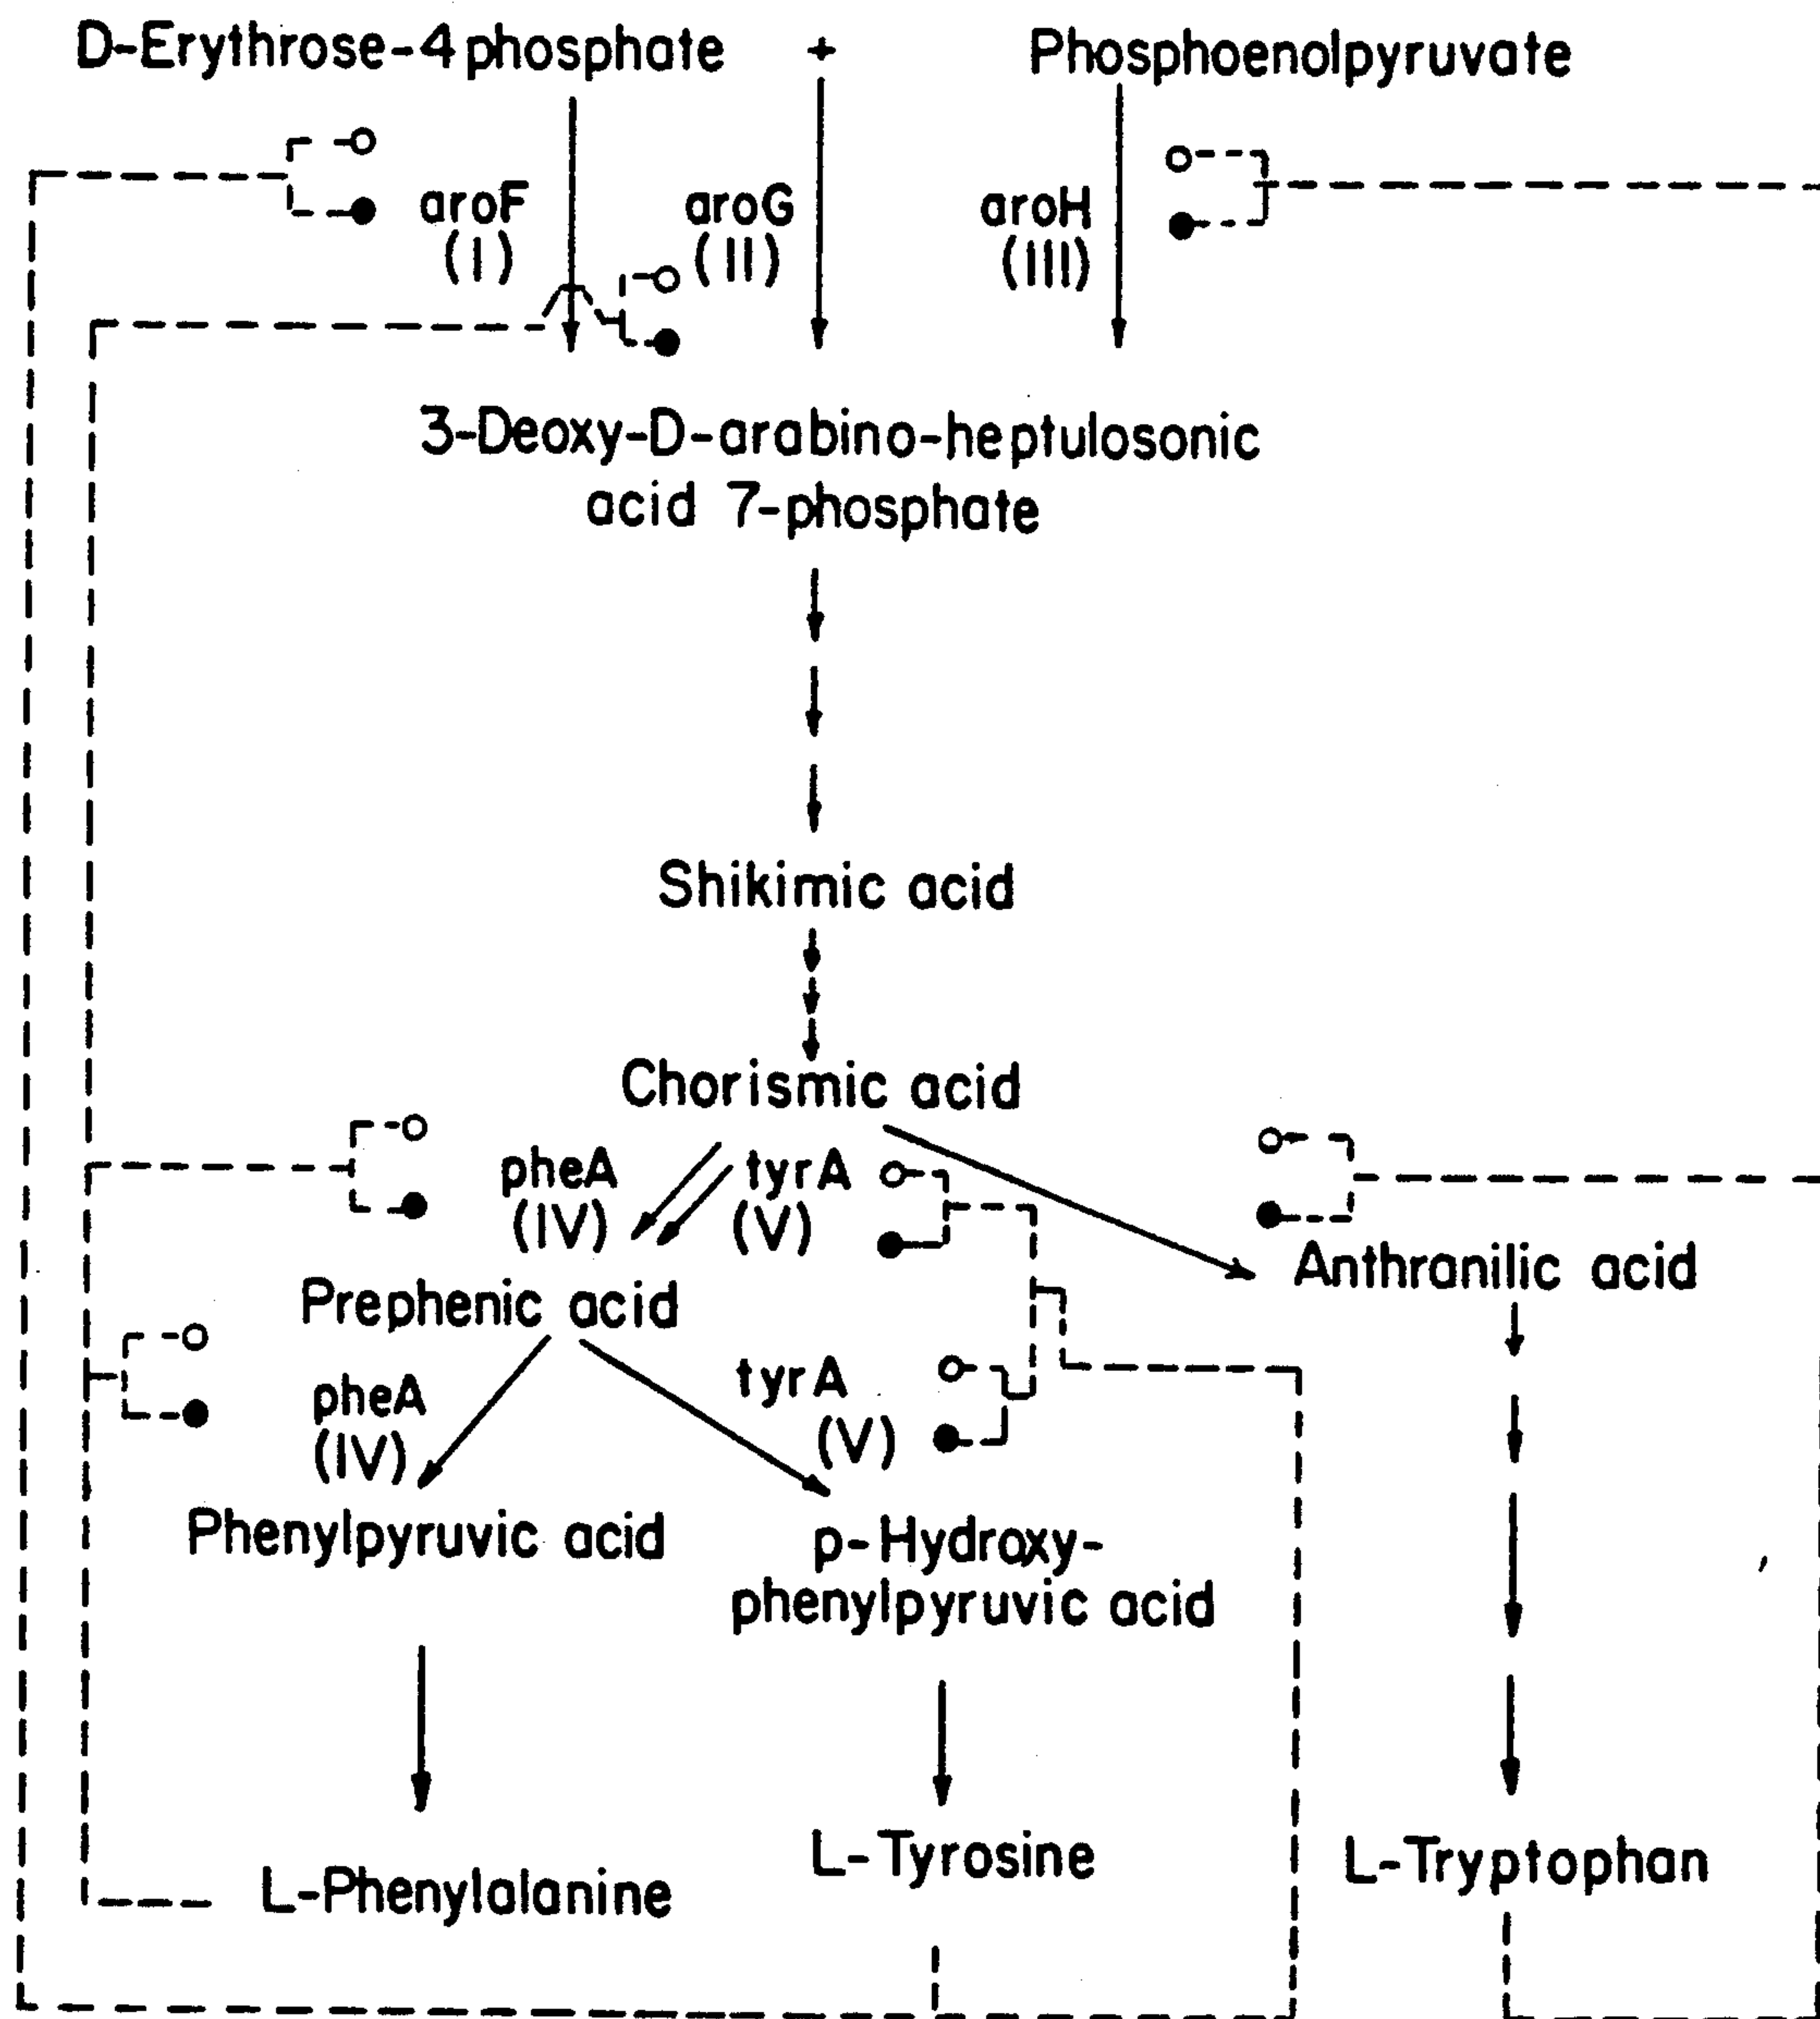 D-Erythrose-4 phosphate + Phosphoenolpyruvate
aroF aroG aroH
(I) (II) (III)
3-Deoxy-D-arabino-heptulosonic
acid 7-phosphate
Shikimic acid
Chorismic acid
pheA tyrA
(IV) (V)
Anthranilic acid
Prephenic acid
tyrA
pheA
(V)
(IV)
Phenylpyruvic acid
p-Hydroxy-
phenylpyruvic acid
L-Tyrosine
L-Tryptophan
L-Phenylalanine